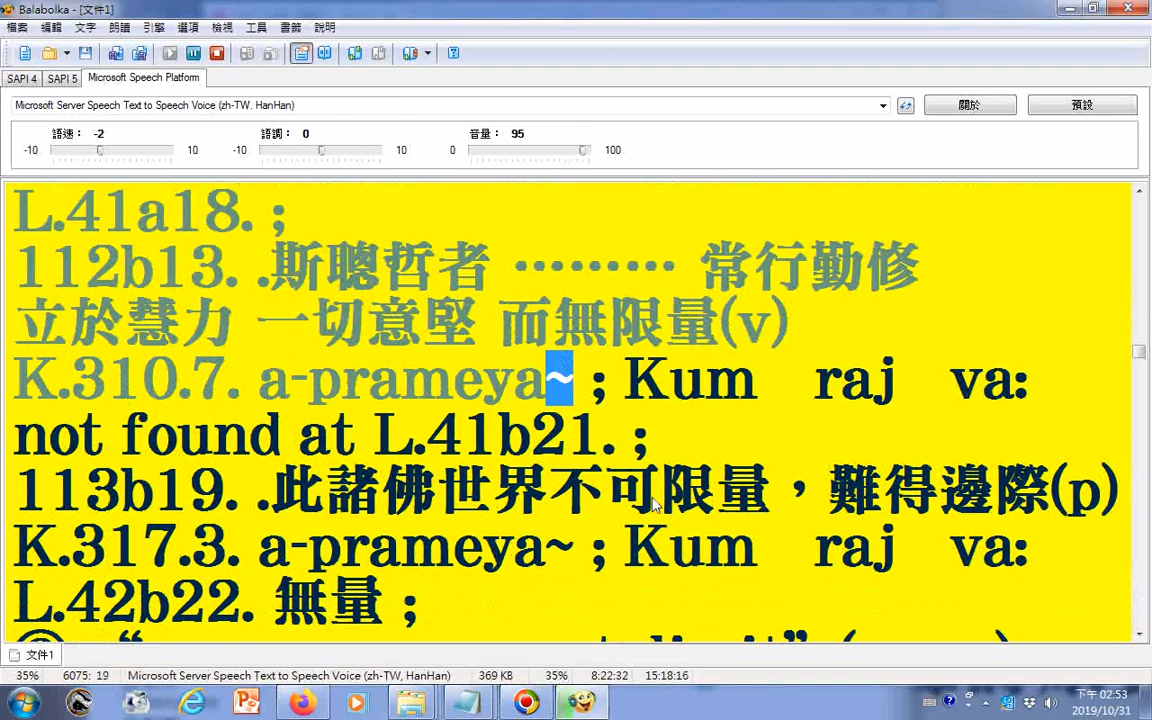 Balabolka - [文件1]
檔案 編輯 文字 朗讀 引擎 選項 檢視 工具 書籤 說明
SAPI 4 SAPI 5 Microsoft Speech Platform
Microsoft Server Speech Text to Speech Voice (zh-TW, HanHan) 關於 預設
語速： -2 語調： 0 音量： 95
-10 10 -10 10 0 100
L.41a18. ;
112b13. .斯聰哲者 ……… 常行勤修
立於慧力 一切意堅 而無限量(v)
K.310.7. a-prameya~ ; Kum raj va:
not found at L.41b21. ;
113b19. .此諸佛世界不可限量，難得邊際(p)
K.317.3. a-prameya~ ; Kum raj va:
L.42b22. 無量 ;
文件1
35% 6075: 19 Microsoft Server Speech Text to Speech Voice (zh-TW, HanHan) 369 KB 35% 8:22:32 15:18:16
下午 02:53
2019/10/31